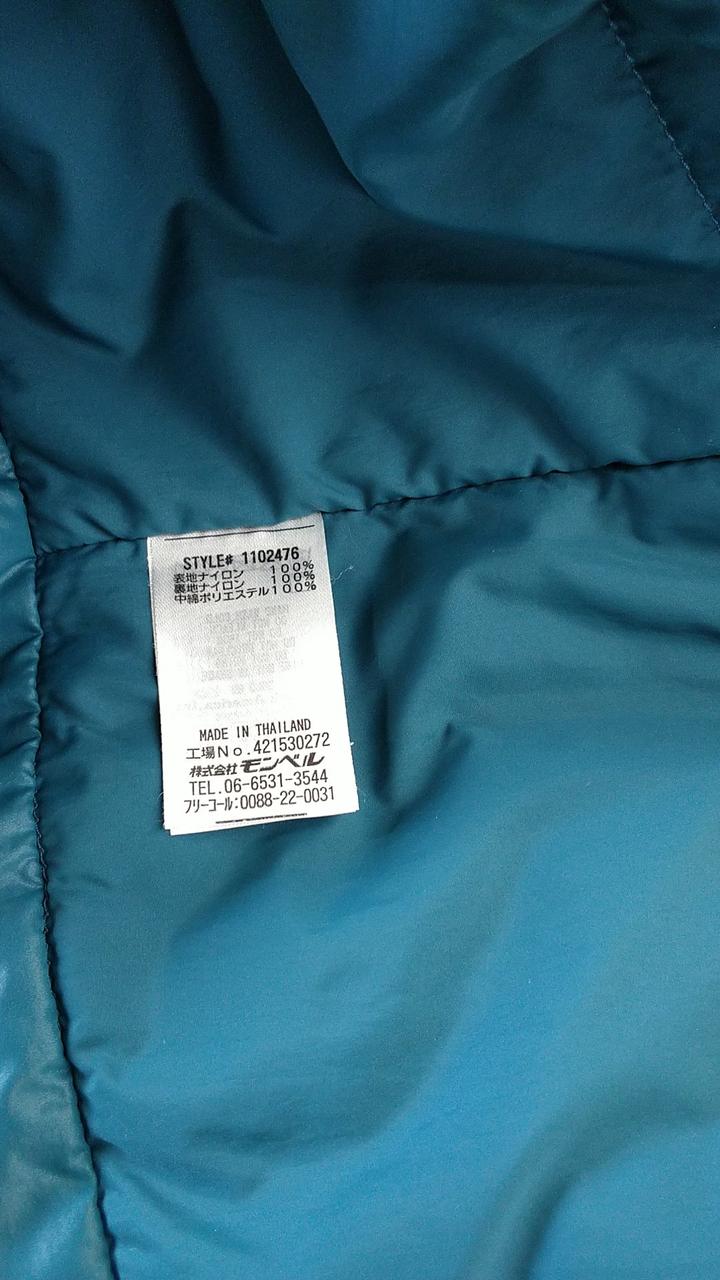 STYLE# 1102476
表地ナイロン 100%
裏地ナイロン 100%
中綿ポリエステル100%
MADE IN THAILAND
工場No.421530272
株式会社モンベル
TEL.06-6531-3544
フリーコール:0088-22-0031